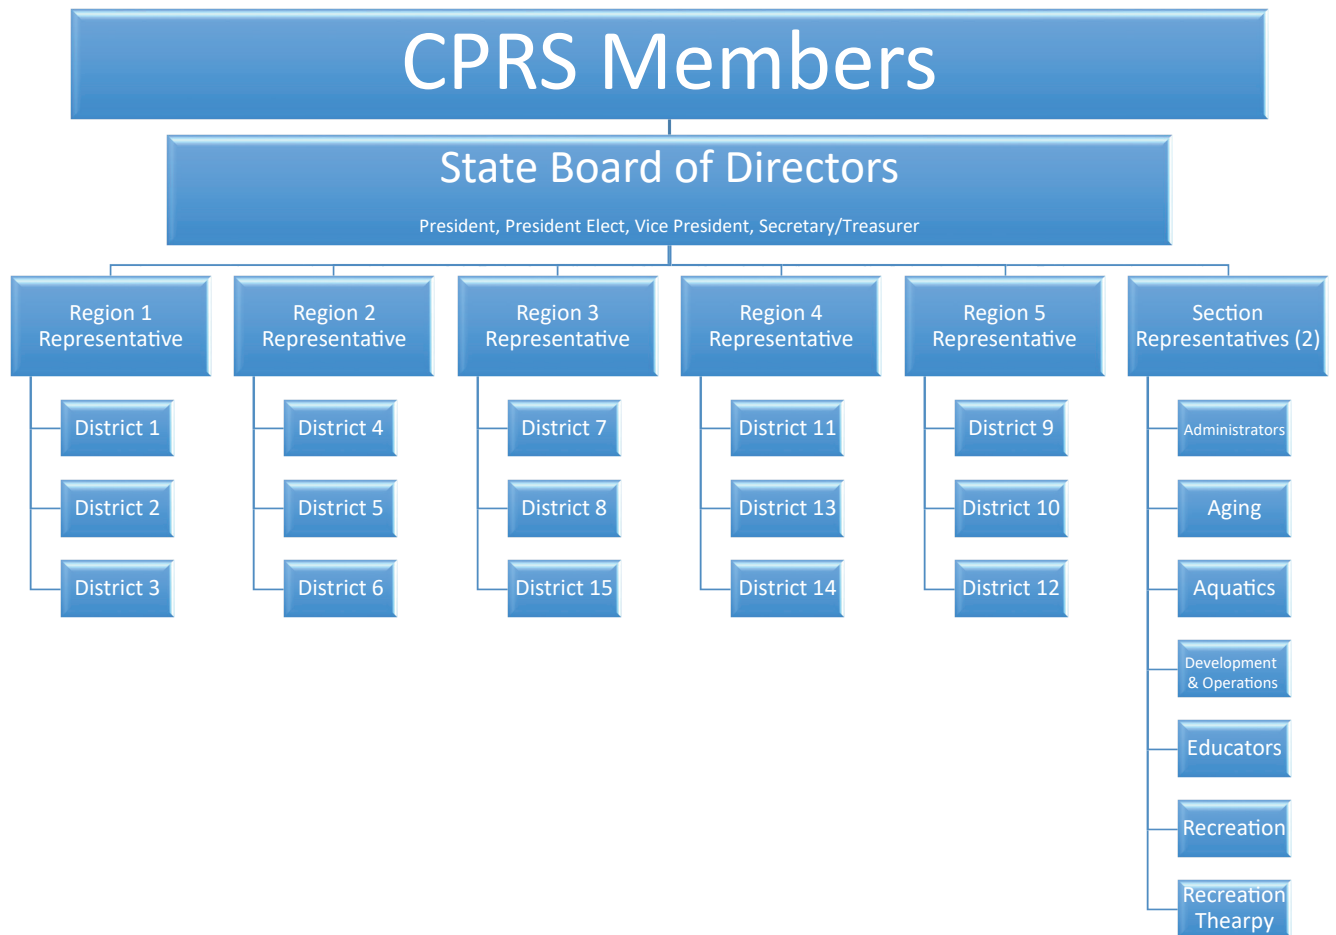 CPRS Members
State Board of Directors
President, President Elect, Vice President, Secretary/Treasurer
Region 1
Representative
District 1
District 2
District 3
Region 2
Representative
District 4
District 5
District 6
Region 3
Representative
District 7
District 8
District 15
Region 4
Representative
District 11
District 13
District 14
Region 5
Representative
District 9
District 10
District 12
Section
Representatives (2)
Administrators
Aging
Aquatics
Development
& Operations
Educators
Recreation
Recreation
Thearpy